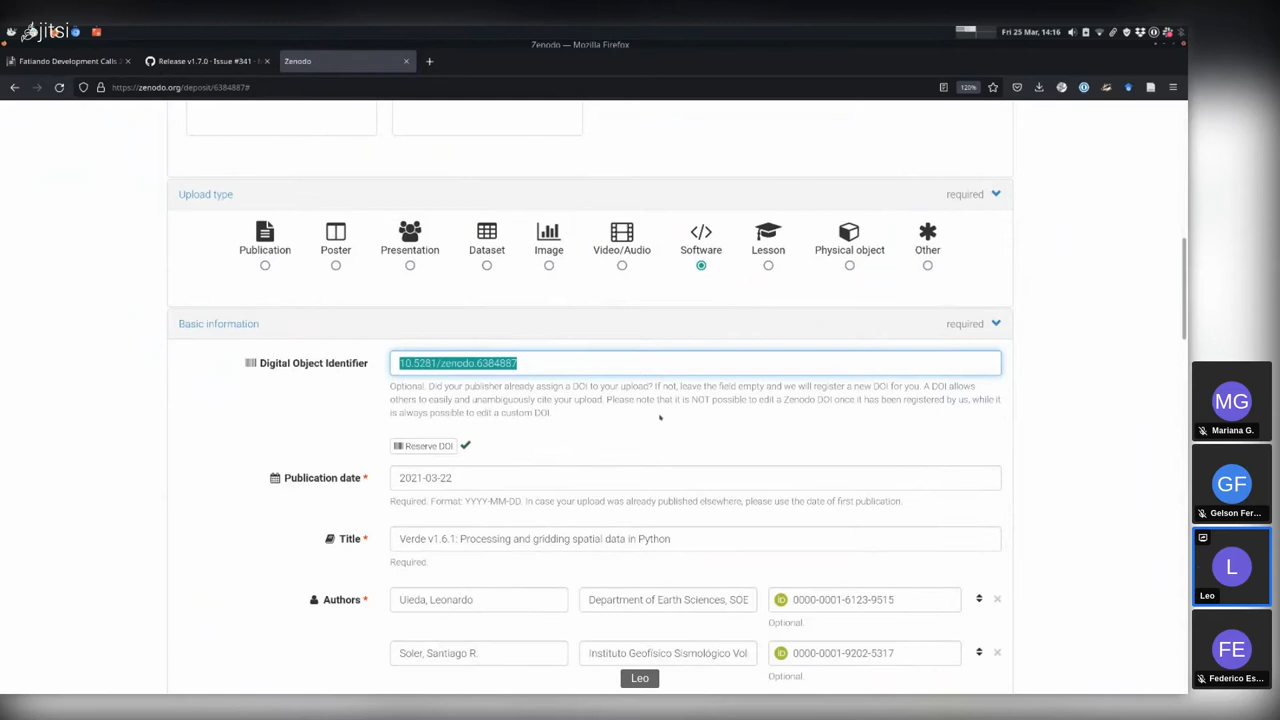 jitsi
Zenodo — Mozilla Firefox
Fri 25 Mar, 14:16
Fatiando Development Calls
Release v1.7.0 · Issue #341
Zenodo
https://zenodo.org/deposit/6384887#
120%
Upload type
required
Publication
Poster
Presentation
Dataset
Image
Video/Audio
Software
Lesson
Physical object
Other
Basic information
required
Digital Object Identifier
10.5281/zenodo.6384887
Optional. Did your publisher already assign a DOI to your upload? If not, leave the field empty and we will register a new DOI for you. A DOI allows
others to easily and unambiguously cite your upload. Please note that it is NOT possible to edit a Zenodo DOI once it has been registered by us, while it
is always possible to edit a custom DOI.
Reserve DOI
Publication date *
2021-03-22
Required. Format: YYYY-MM-DD. In case your upload was already published elsewhere, please use the date of first publication.
Title *
Verde v1.6.1: Processing and gridding spatial data in Python
Required.
Authors *
Uieda, Leonardo
Department of Earth Sciences, SOE
0000-0001-6123-9515
Optional.
Soler, Santiago R.
Instituto Geofísico Sismológico Vol
0000-0001-9202-5317
Optional.
Leo
MG
Mariana G.
GF
Gelson Fer...
L
Leo
FE
Federico Es...